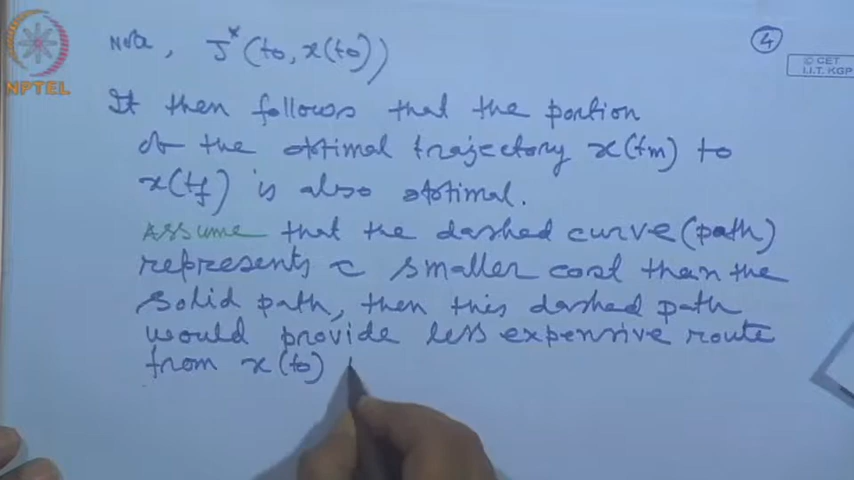 Note, J*(to, x(to))
4
© CET
I.I.T. KGP
NPTEL
It then follows that the portion
of the optimal trajectory x(tm) to
x(tf) is also optimal.
Assume that the dashed curve (path)
represents a smaller cost than the
solid path, then this dashed path
would provide less expensive route
from x(to)